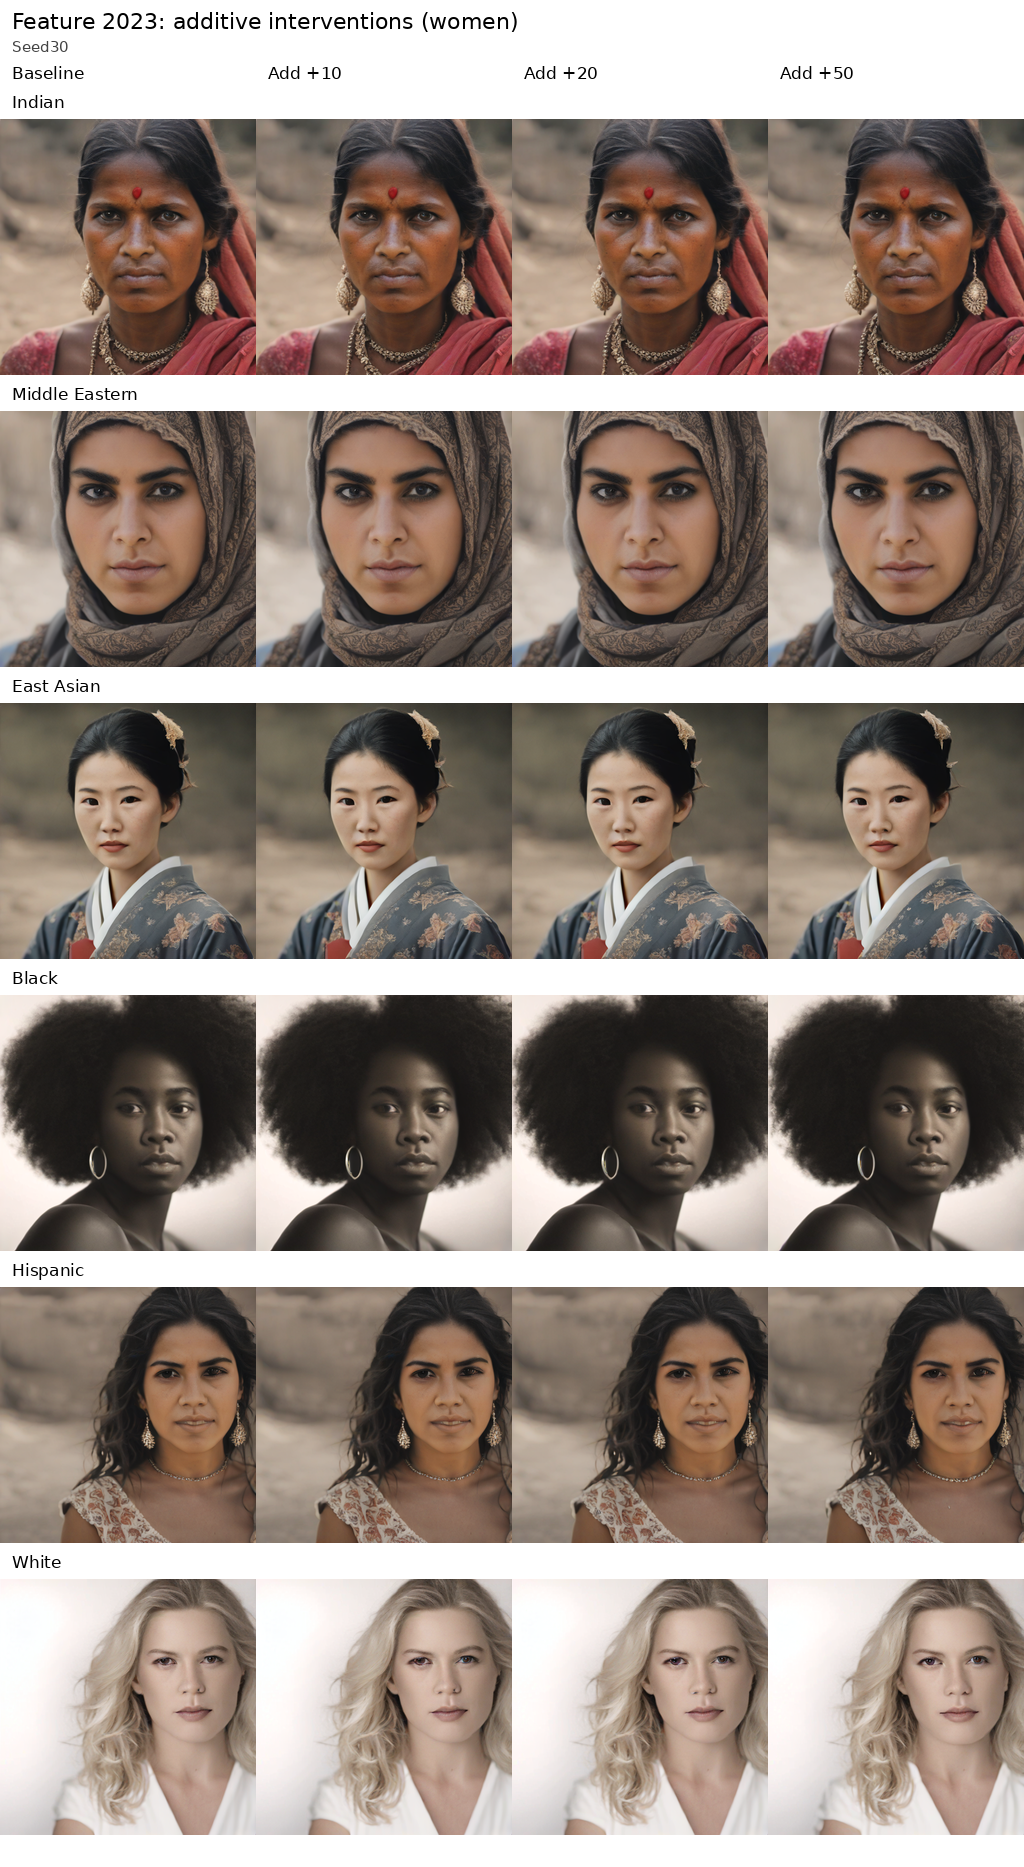 Feature 2023: additive interventions (women)
Seed30
Baseline Add +10 Add +20 Add +50
Indian
Middle Eastern
East Asian
Black
Hispanic
White